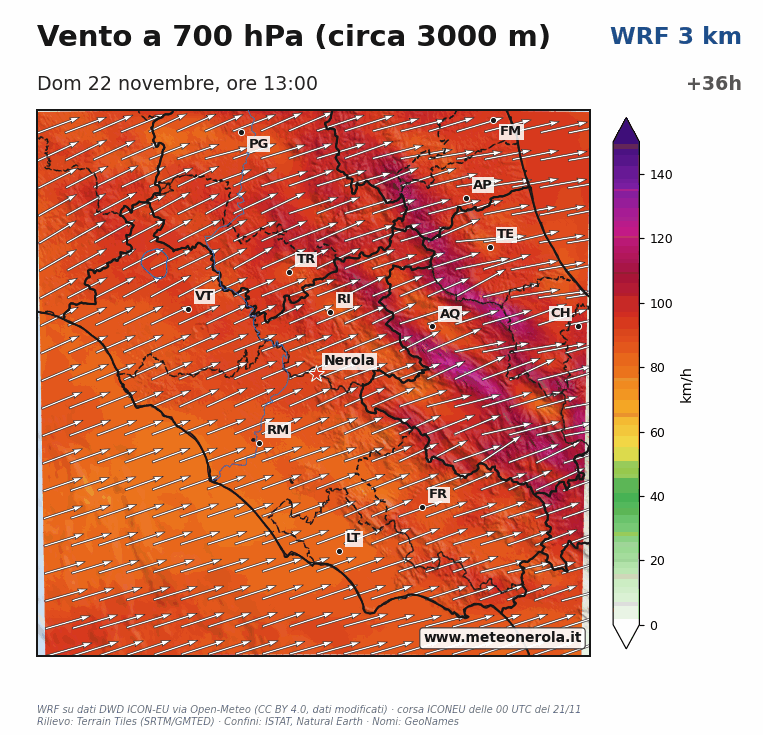 Vento a 700 hPa (circa 3000 m)
WRF 3 km
Dom 22 novembre, ore 13:00
+36h
FM
PG
AP
TE
TR
VT
RI
AQ
CH
Nerola
RM
FR
LT
www.meteonerola.it
140
120
100
80
60
40
20
0
km/h
WRF su dati DWD ICON-EU via Open-Meteo (CC BY 4.0, dati modificati) · corsa ICONEU delle 00 UTC del 21/11
Rilievo: Terrain Tiles (SRTM/GMTED) · Confini: ISTAT, Natural Earth · Nomi: GeoNames